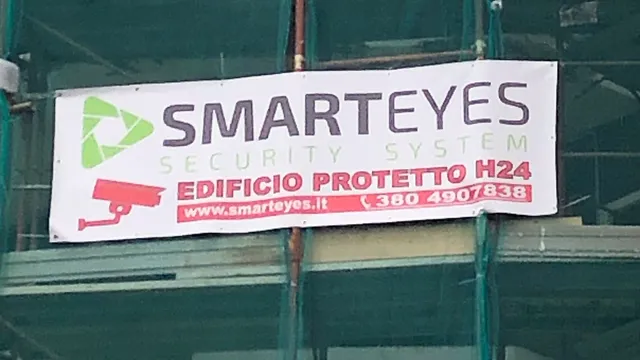 SMARTEYES
SECURITY SYSTEM
EDIFICIO PROTETTO H24
www.smarteyes.it 380 4907838